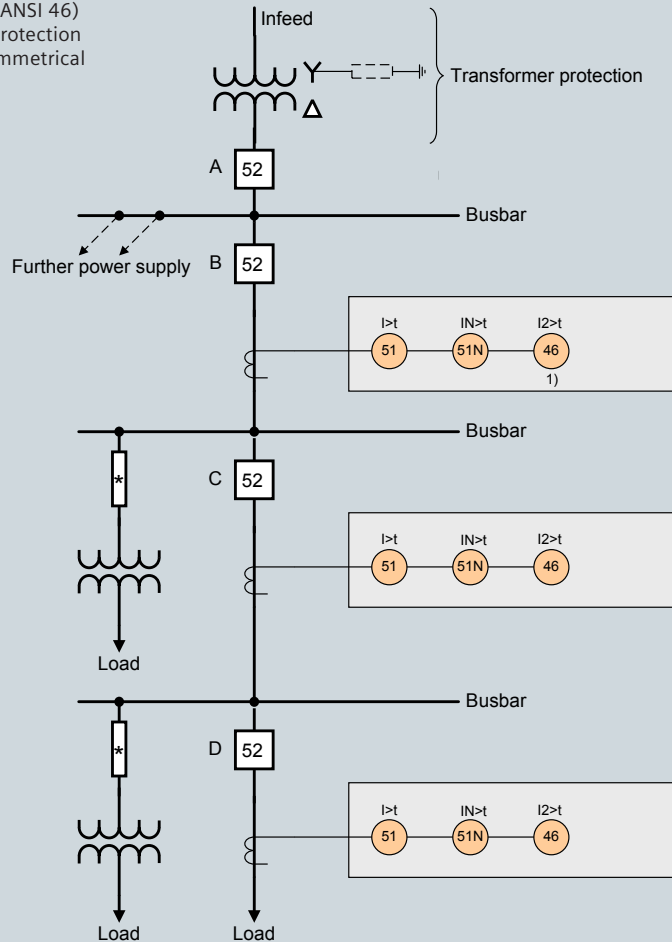 ANSI 46)
rotection
mmetrical
Infeed
Transformer protection
A 52
Busbar
Further power supply
B 52
I>t IN>t I2>t
51 51N 46
1)
Busbar
*
C 52
I>t IN>t I2>t
51 51N 46
Load
Busbar
*
D 52
I>t IN>t I2>t
51 51N 46
Load Load